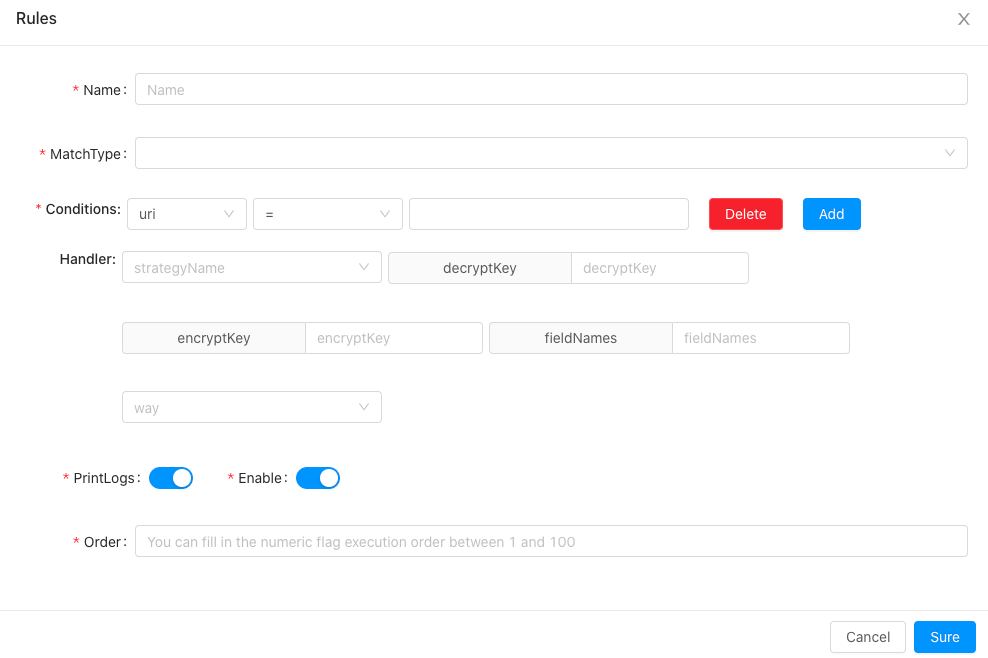 Rules
* Name: Name
* MatchType:
* Conditions: uri = Delete Add
Handler: strategyName decryptKey decryptKey
encryptKey encryptKey fieldNames fieldNames
way
* PrintLogs: * Enable:
* Order: You can fill in the numeric flag execution order between 1 and 100
Cancel Sure